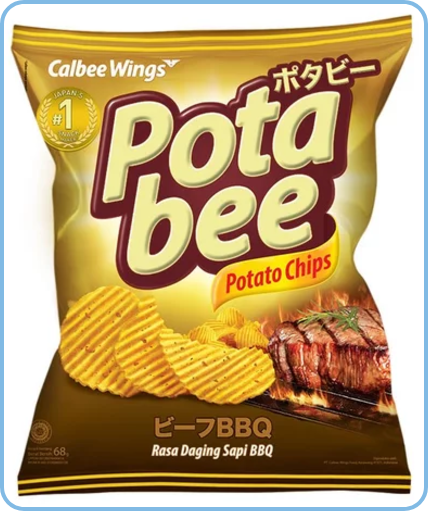 Calbee Wings
JAPAN'S
#1
ポタビー
Pota
bee
Potato Chips
ビーフBBQ
Rasa Daging Sapi BBQ
68g